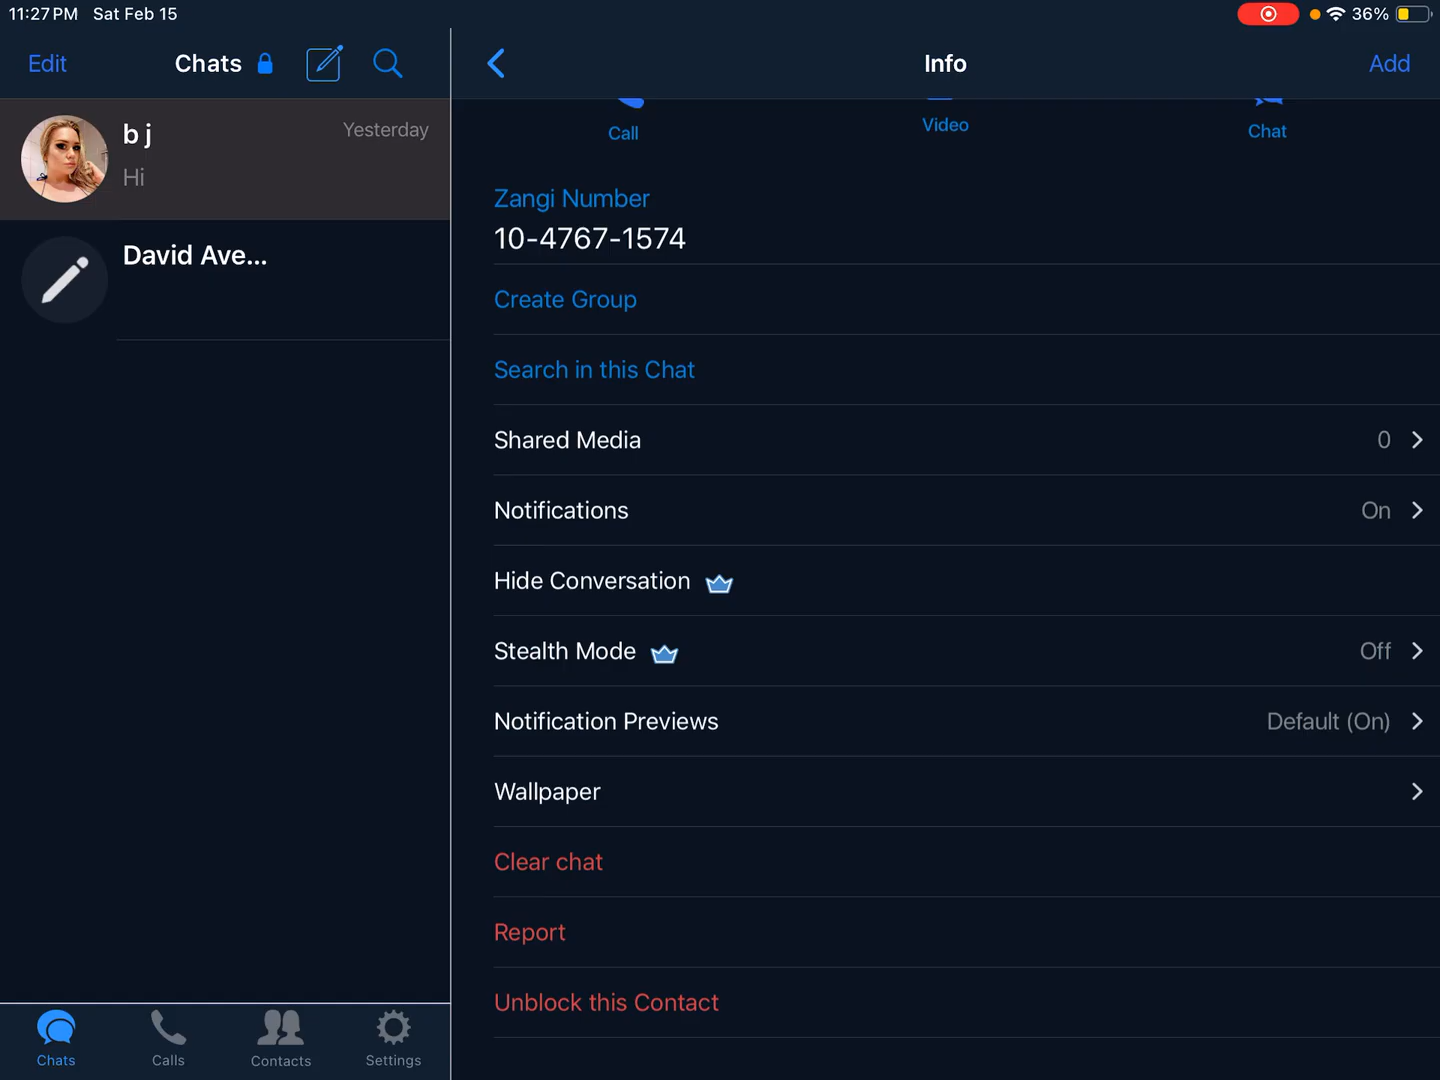 11:27 PM Sat Feb 15
36%
Edit
Chats
b j
Yesterday
Hi
David Ave...
Chats
Calls
Contacts
Settings
Info
Add
Call
Video
Chat
Zangi Number
10-4767-1574
Create Group
Search in this Chat
Shared Media 0
Notifications On
Hide Conversation
Stealth Mode Off
Notification Previews Default (On)
Wallpaper
Clear chat
Report
Unblock this Contact